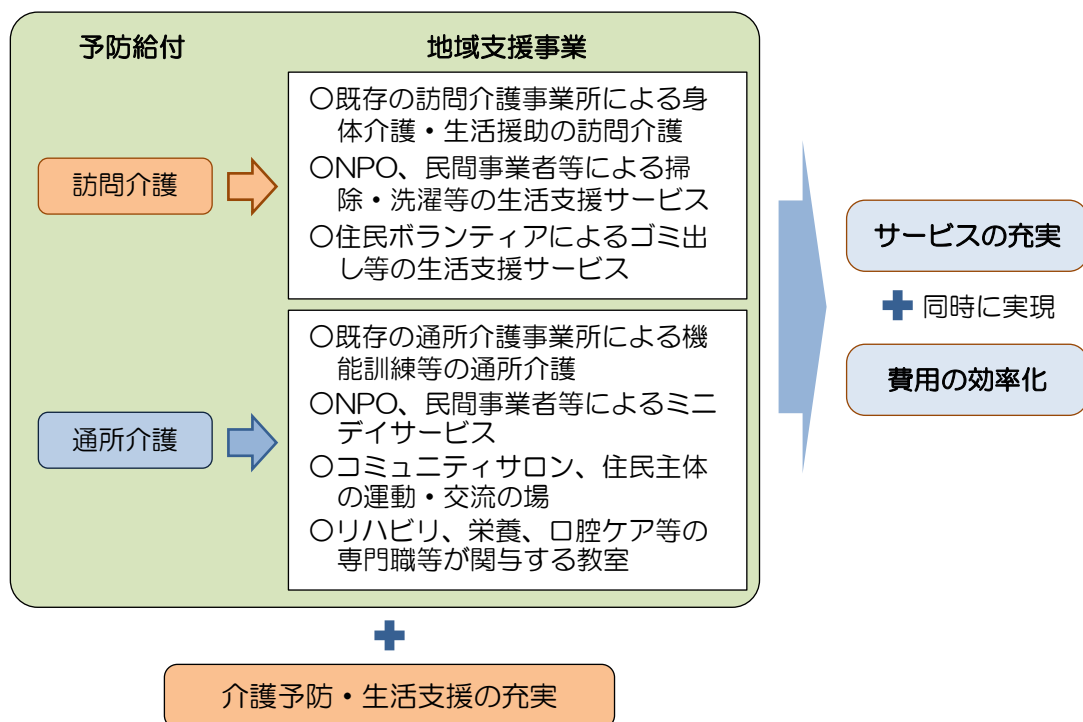 予防給付
地域支援事業
訪問介護
○既存の訪問介護事業所による身
体介護・生活援助の訪問介護
○NPO、民間事業者等による掃
除・洗濯等の生活支援サービス
○住民ボランティアによるゴミ出
し等の生活支援サービス
通所介護
○既存の通所介護事業所による機
能訓練等の通所介護
○NPO、民間事業者等によるミニ
デイサービス
○コミュニティサロン、住民主体
の運動・交流の場
○リハビリ、栄養、口腔ケア等の
専門職等が関与する教室
介護予防・生活支援の充実
サービスの充実
同時に実現
費用の効率化